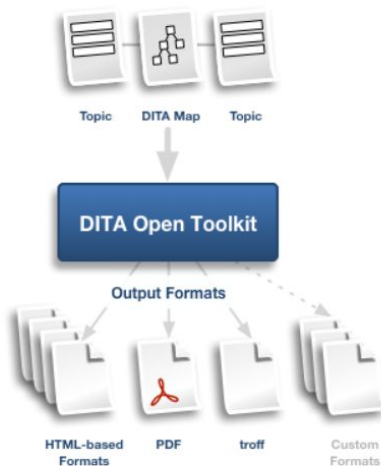 Topic DITA Map Topic
DITA Open Toolkit
Output Formats
HTML-based PDF troff Custom
Formats Formats